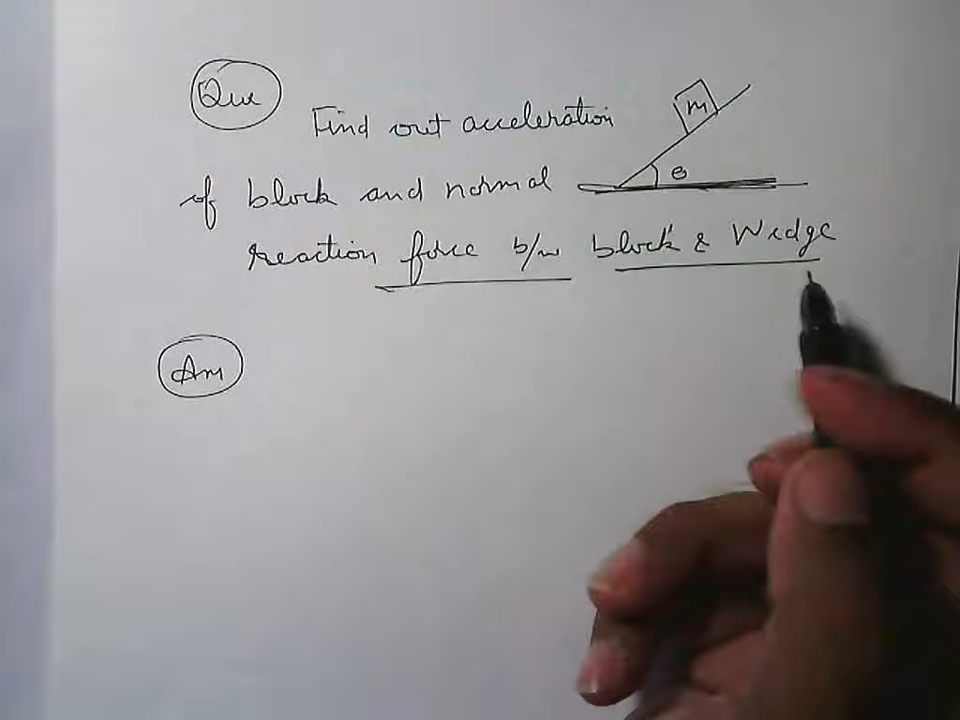 Que
Find out acceleration
of block and normal
reaction force b/w block & Wedge
m
θ
Ans